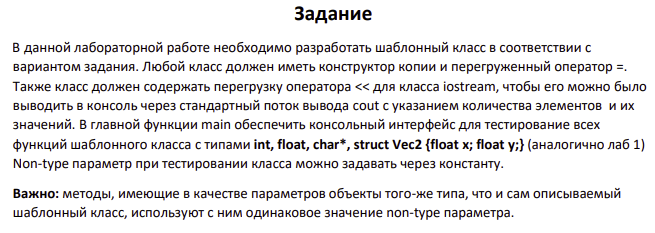 Задание
В данной лабораторной работе необходимо разработать шаблонный класс в соответствии с
вариантом задания. Любой класс должен иметь конструктор копии и перегруженный оператор =.
Также класс должен содержать перегрузку оператора << для класса iostream, чтобы его можно было
выводить в консоль через стандартный поток вывода cout с указанием количества элементов и их
значений. В главной функции main обеспечить консольный интерфейс для тестирование всех
функций шаблонного класса с типами int, float, char*, struct Vec2 {float x; float y;} (аналогично лаб 1)
Non-type параметр при тестировании класса можно задавать через константу.
Важно: методы, имеющие в качестве параметров объекты того-же типа, что и сам описываемый
шаблонный класс, используют с ним одинаковое значение non-type параметра.